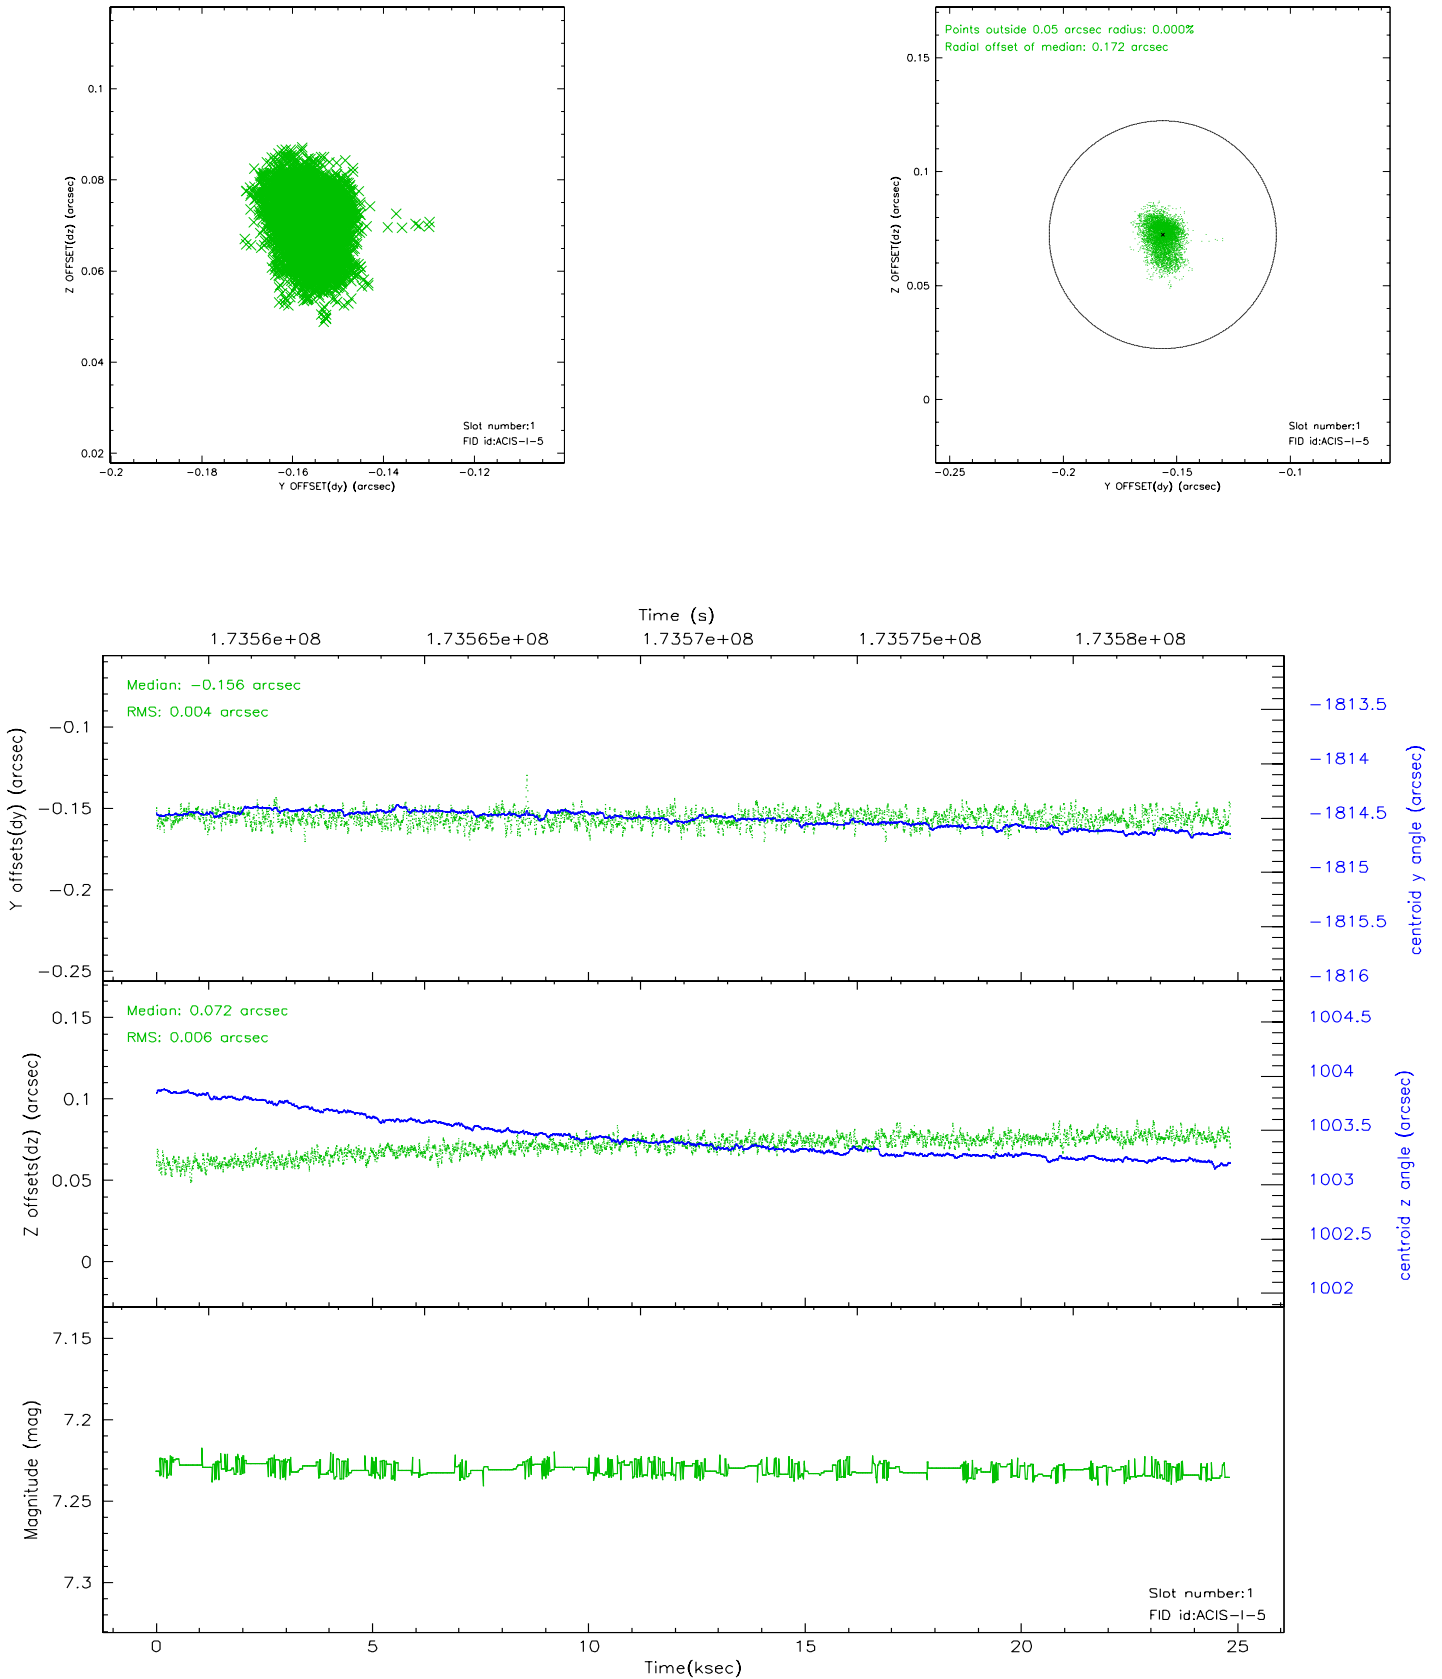 0.1
0.08
0.06
0.04
0.02
Z OFFSET(dz) (arcsec)
Slot number:1
FID id:ACIS-I-5
-0.2
-0.18
-0.16
-0.14
-0.12
Y OFFSET(dy) (arcsec)
Points outside 0.05 arcsec radius: 0.000%
Radial offset of median: 0.172 arcsec
0.15
0.1
0.05
0
Z OFFSET(dz) (arcsec)
Slot number:1
FID id:ACIS-I-5
-0.25
-0.2
-0.15
-0.1
Y OFFSET(dy) (arcsec)
Time (s)
1.7356e+08
1.73565e+08
1.7357e+08
1.73575e+08
1.7358e+08
Median: -0.156 arcsec
RMS: 0.004 arcsec
-0.1
-0.15
-0.2
-0.25
Y offsets(dy) (arcsec)
-1813.5
-1814
-1814.5
-1815
-1815.5
-1816
centroid y angle (arcsec)
Median: 0.072 arcsec
RMS: 0.006 arcsec
0.15
0.1
0.05
0
Z offsets(dz) (arcsec)
1004.5
1004
1003.5
1003
1002.5
1002
centroid z angle (arcsec)
7.15
7.2
7.25
7.3
Magnitude (mag)
Slot number:1
FID id:ACIS-I-5
0
5
10
15
20
25
Time(ksec)